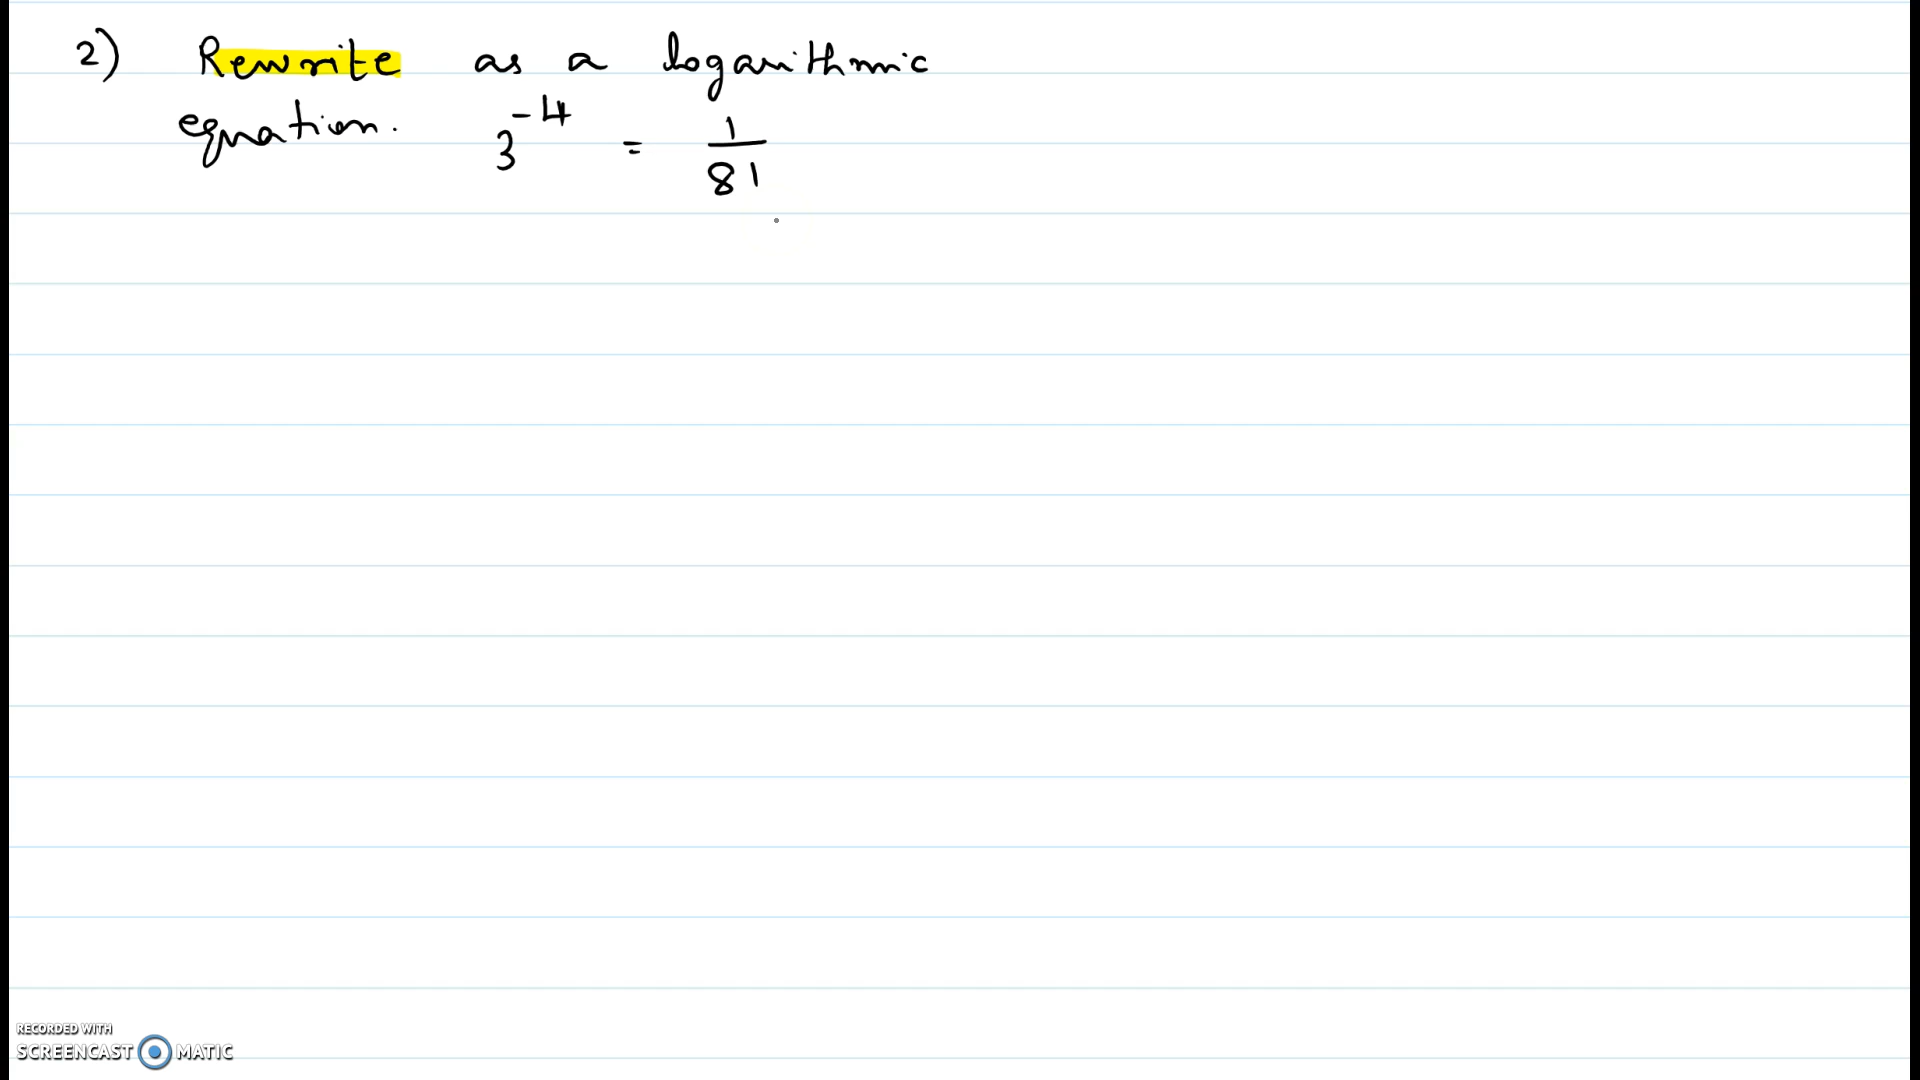 2) Rewrite as a logarithmic
equation. 3^-4 = 1/81
RECORDED WITH
SCREENCAST MATIC